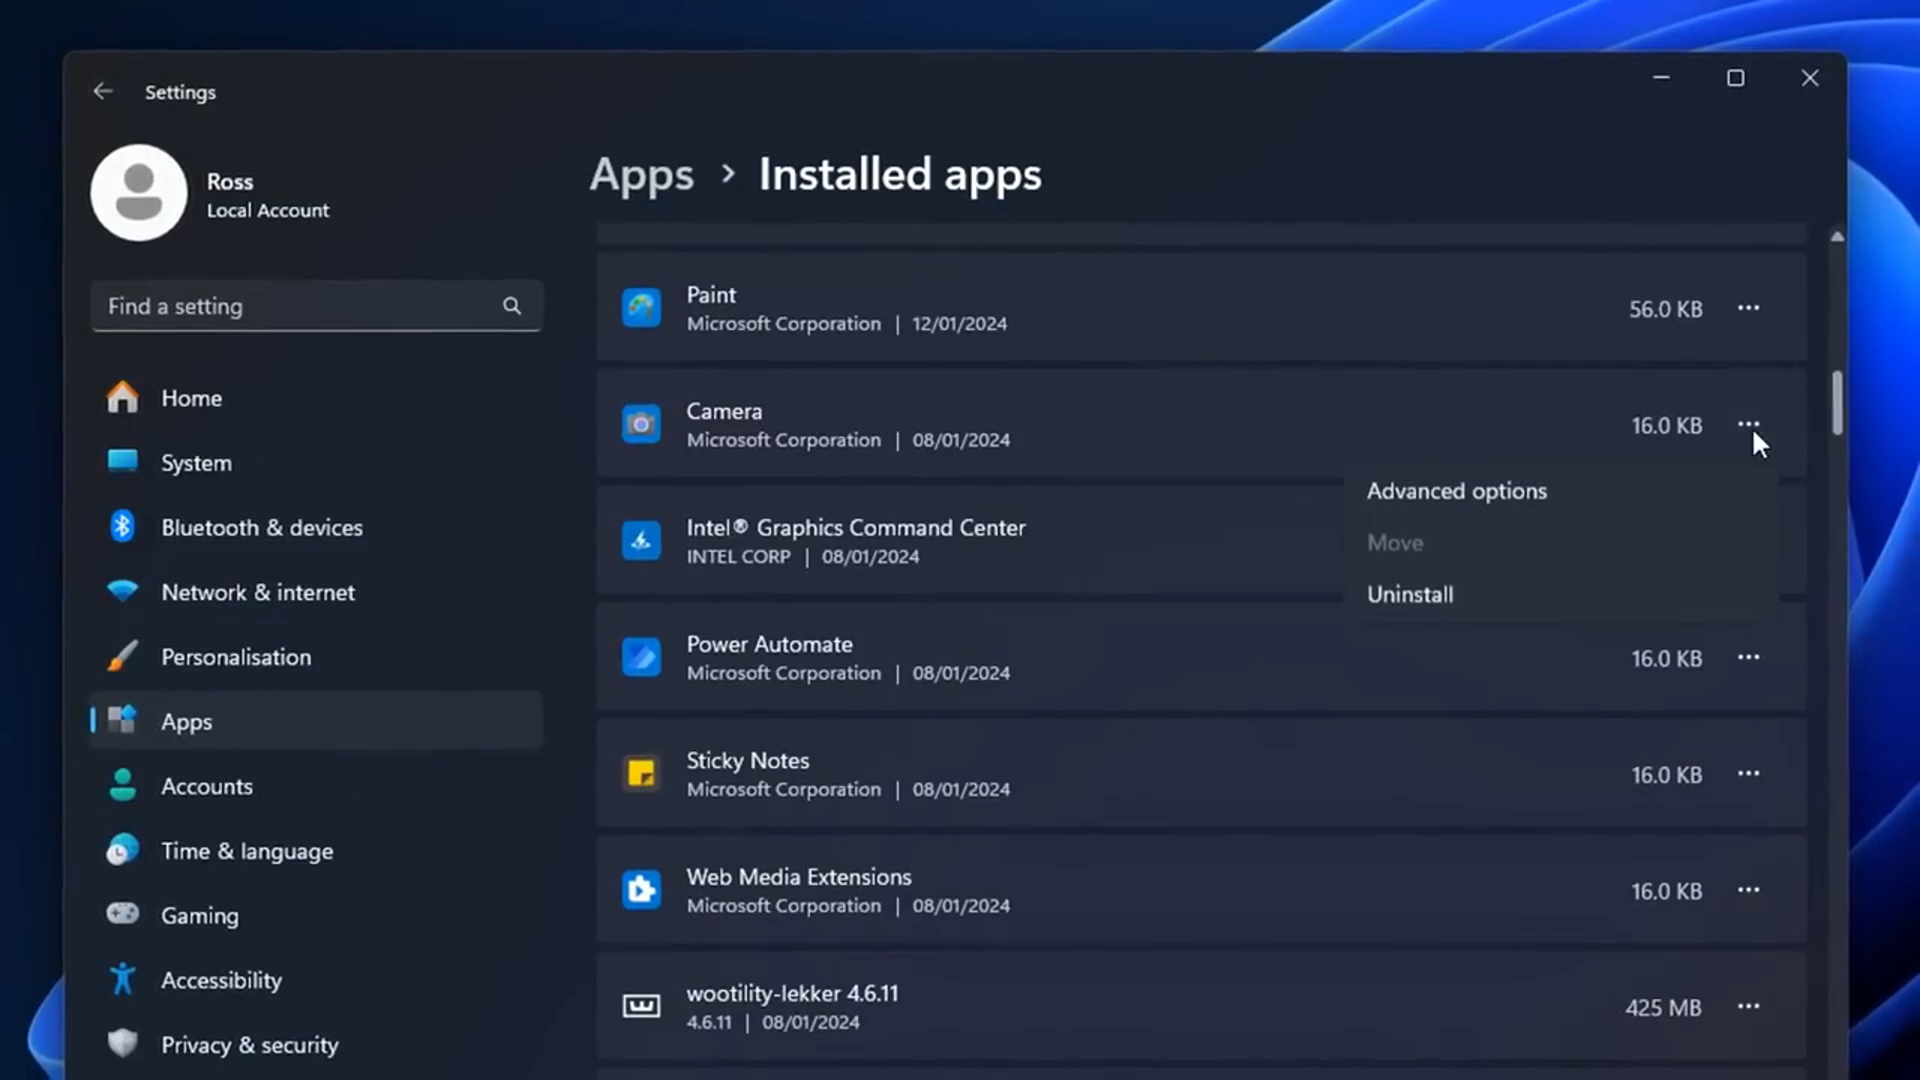 Settings
Ross
Local Account
Find a setting
Home
System
Bluetooth & devices
Network & internet
Personalisation
Apps
Accounts
Time & language
Gaming
Accessibility
Privacy & security
Apps > Installed apps
Paint
Microsoft Corporation | 12/01/2024
56.0 KB
Camera
Microsoft Corporation | 08/01/2024
16.0 KB
Advanced options
Move
Uninstall
Intel® Graphics Command Center
INTEL CORP | 08/01/2024
Power Automate
Microsoft Corporation | 08/01/2024
16.0 KB
Sticky Notes
Microsoft Corporation | 08/01/2024
16.0 KB
Web Media Extensions
Microsoft Corporation | 08/01/2024
16.0 KB
wootility-lekker 4.6.11
4.6.11 | 08/01/2024
425 MB